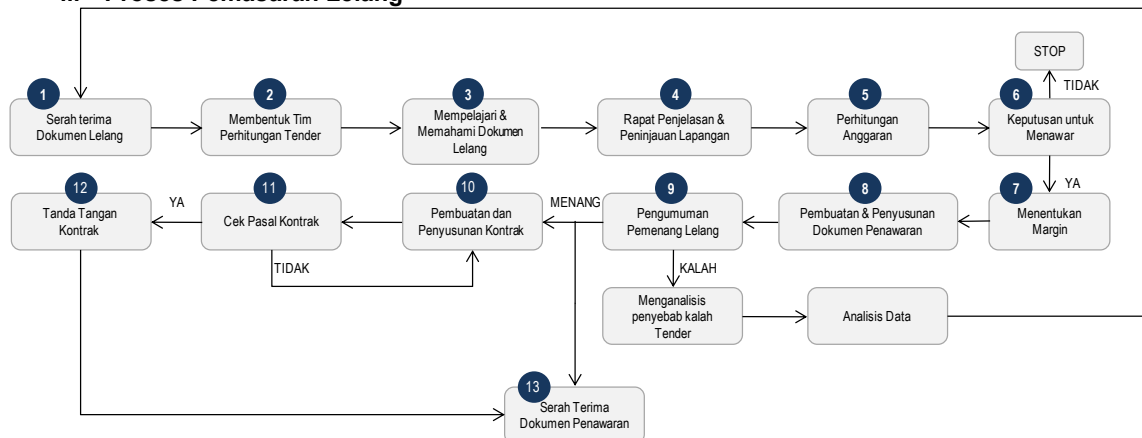 Proses Pemasaran Lelang
STOP
TIDAK
1
Serah terima
Dokumen Lelang
2
Membentuk Tim
Perhitungan Tender
3
Mempelajari &
Memahami Dokumen
Lelang
4
Rapat Penjelasan &
Peninjauan Lapangan
5
Perhitungan
Anggaran
6
Keputusan untuk
Menawar
YA
7
Menentukan
Margin
8
Pembuatan & Penyusunan
Dokumen Penawaran
9
Pengumuman
Pemenang Lelang
MENANG
10
Pembuatan dan
Penyusunan Kontrak
11
Cek Pasal Kontrak
YA
12
Tanda Tangan
Kontrak
TIDAK
KALAH
Menganalisis
penyebab kalah
Tender
Analisis Data
13
Serah Terima
Dokumen Penawaran